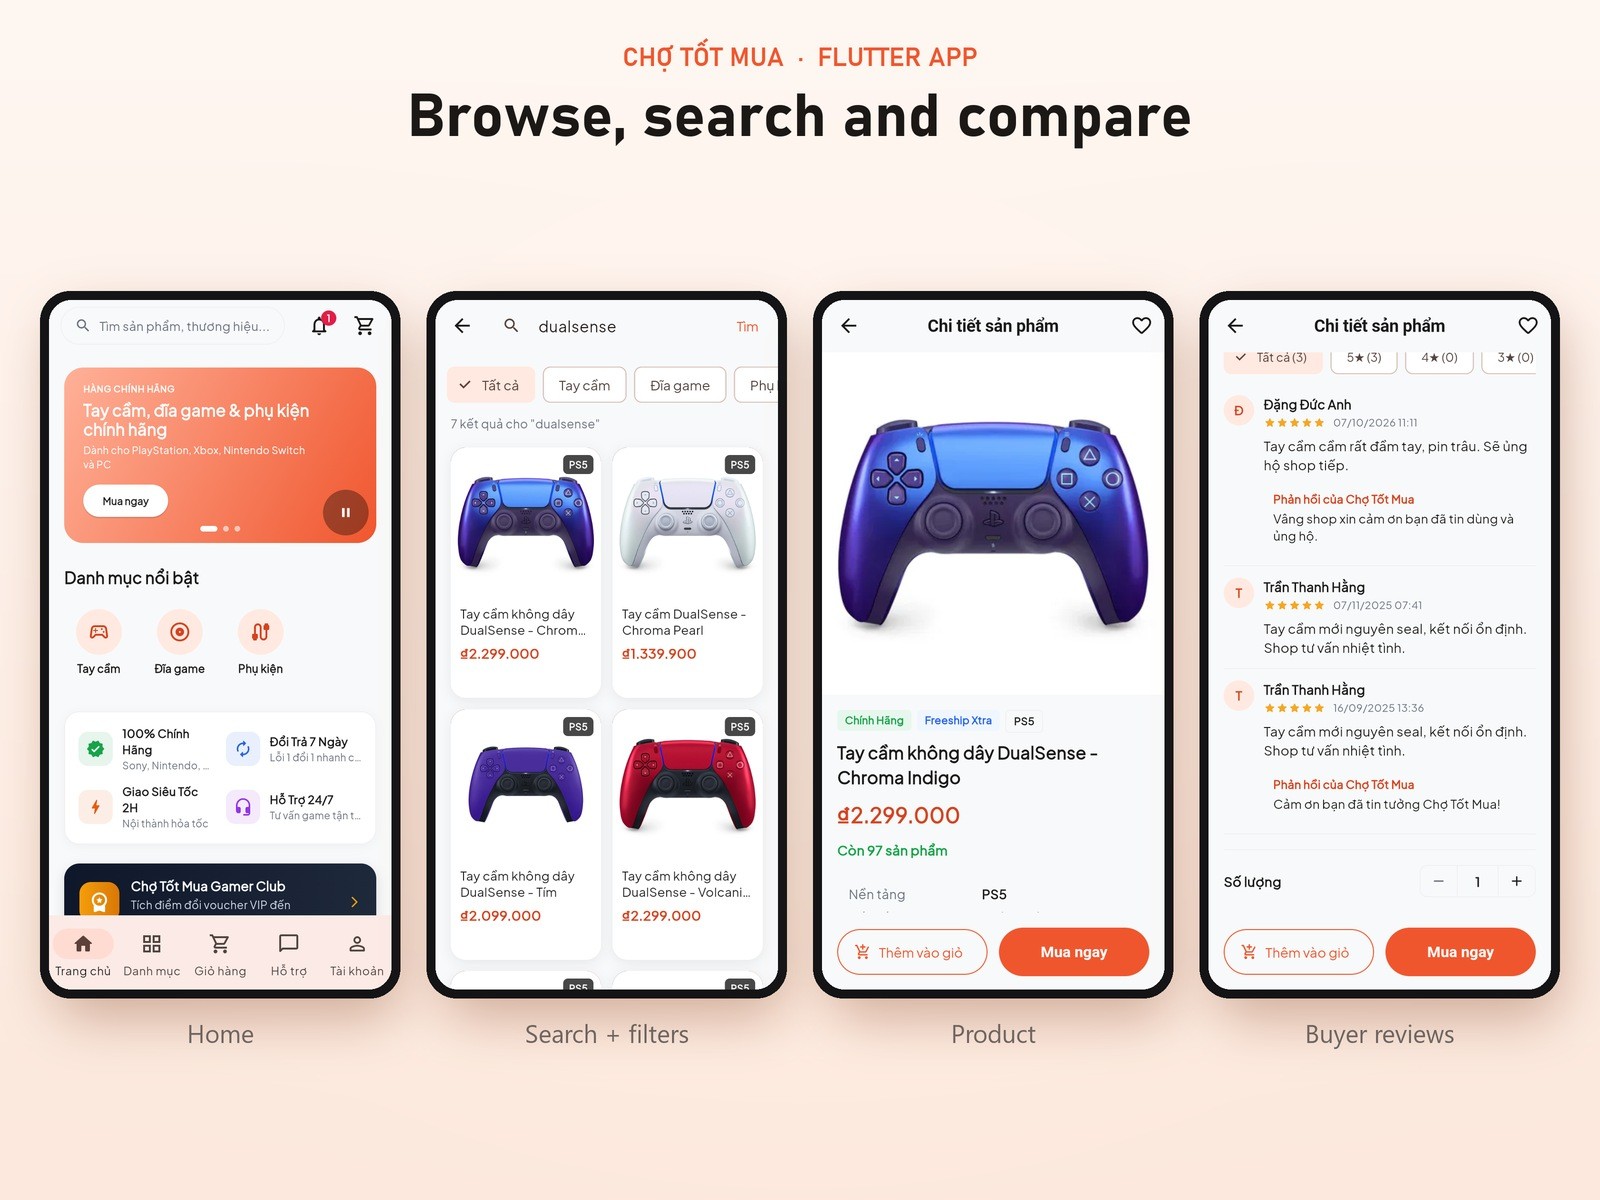 CHỢ TỐT MUA · FLUTTER APP
Browse, search and compare
Tìm sản phẩm, thương hiệu...
1
HÀNG CHÍNH HÃNG
Tay cầm, đĩa game & phụ kiện
chính hãng
Dành cho PlayStation, Xbox, Nintendo Switch
và PC
Mua ngay
Danh mục nổi bật
Tay cầm
Đĩa game
Phụ kiện
100% Chính
Hãng
Sony, Nintendo, ...
Đổi Trả 7 Ngày
Lỗi 1 đổi 1 nhanh c...
Giao Siêu Tốc
2H
Nội thành hỏa tốc
Hỗ Trợ 24/7
Tư vấn game tận t...
Chợ Tốt Mua Gamer Club
Tích điểm đổi voucher VIP đến
Trang chủ
Danh mục
Giỏ hàng
Hỗ trợ
Tài khoản
Home
dualsense
Tìm
Tất cả
Tay cầm
Đĩa game
Phụ
7 kết quả cho "dualsense"
PS5
PS5
Tay cầm không dây
DualSense - Chrom...
₫2.299.000
Tay cầm DualSense -
Chroma Pearl
₫1.339.900
PS5
PS5
Tay cầm không dây
DualSense - Tím
₫2.099.000
Tay cầm không dây
DualSense - Volcani...
₫2.299.000
PS5
PS5
Search + filters
Chi tiết sản phẩm
Chính Hãng
Freeship Xtra
PS5
Tay cầm không dây DualSense -
Chroma Indigo
₫2.299.000
Còn 97 sản phẩm
Nền tảng
PS5
Thêm vào giỏ
Mua ngay
Product
Chi tiết sản phẩm
Tất cả (3)
5★ (3)
4★ (0)
3★ (0)
Đ
Đặng Đức Anh
07/10/2026 11:11
Tay cầm cầm rất đầm tay, pin trâu. Sẽ ủng
hộ shop tiếp.
Phản hồi của Chợ Tốt Mua
Vâng shop xin cảm ơn bạn đã tin dùng và
ủng hộ.
T
Trần Thanh Hằng
07/11/2025 07:41
Tay cầm mới nguyên seal, kết nối ổn định.
Shop tư vấn nhiệt tình.
T
Trần Thanh Hằng
16/09/2025 13:36
Tay cầm mới nguyên seal, kết nối ổn định.
Shop tư vấn nhiệt tình.
Phản hồi của Chợ Tốt Mua
Cảm ơn bạn đã tin tưởng Chợ Tốt Mua!
Số lượng
1
Thêm vào giỏ
Mua ngay
Buyer reviews